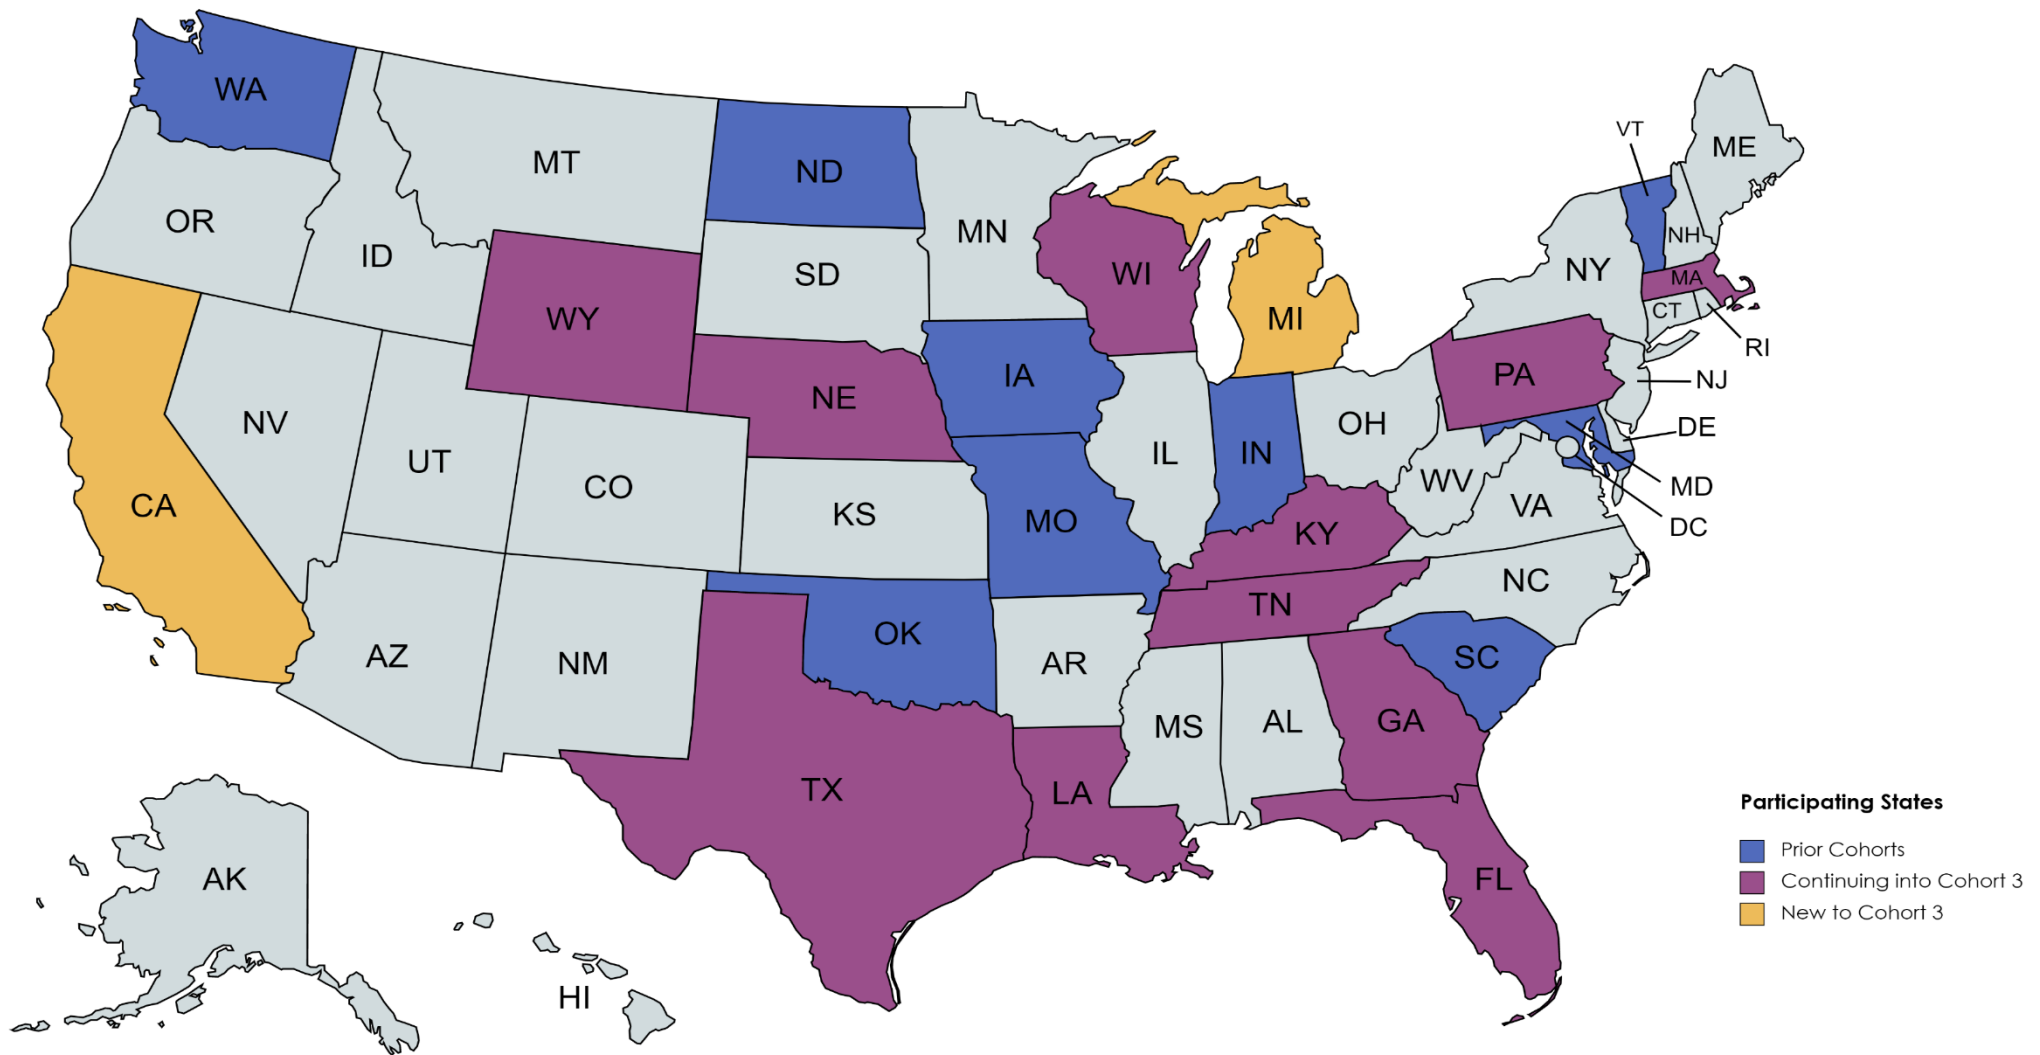 WA
MT
ND
MN
VT
ME
OR
ID
SD
WI
NY
NH
MA
WY
MI
CT
RI
NE
IA
PA
NJ
NV
UT
CO
IL
IN
OH
WV
DE
MD
CA
KS
MO
KY
VA
DC
AZ
NM
OK
AR
TN
NC
SC
MS
AL
GA
TX
LA
FL
AK
HI
Participating States
Prior Cohorts
Continuing into Cohort 3
New to Cohort 3